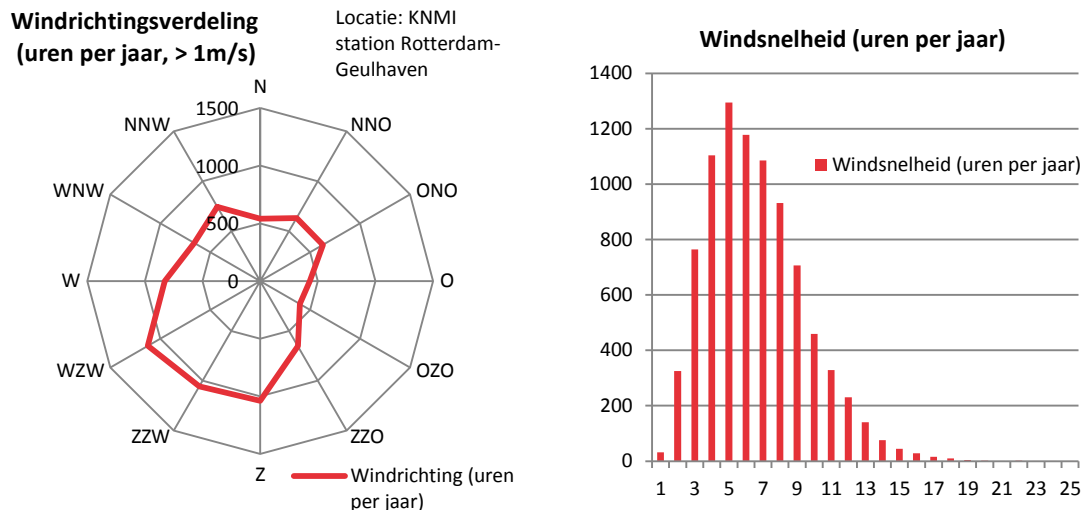 Windrichtingsverdeling
(uren per jaar, > 1m/s)
Locatie: KNMI
station Rotterdam-
Geulhaven
N
NNO
ONO
O
OZO
ZZO
Z
ZZW
WZW
W
WNW
NNW
1500
1000
500
0
Windrichting (uren
per jaar)
Windsnelheid (uren per jaar)
1400
1200
1000
800
600
400
200
0
Windsnelheid (uren per jaar)
1 3 5 7 9 11 13 15 17 19 21 23 25